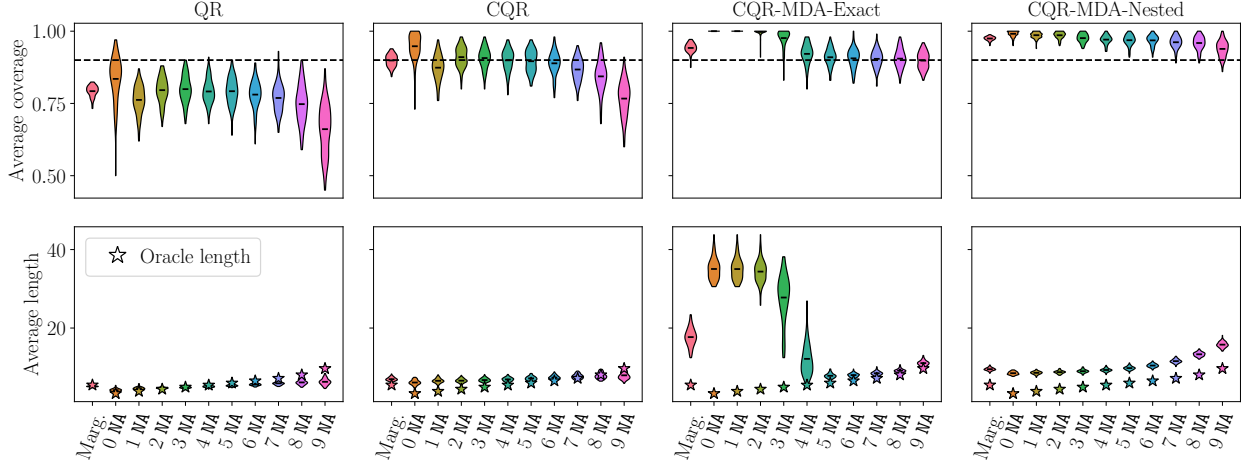 QR
CQR
CQR-MDA-Exact
CQR-MDA-Nested
Average coverage
1.00
0.75
0.50
Average length
40
20
Oracle length
Marg.
0 NA
1 NA
2 NA
3 NA
4 NA
5 NA
6 NA
7 NA
8 NA
9 NA
Marg.
0 NA
1 NA
2 NA
3 NA
4 NA
5 NA
6 NA
7 NA
8 NA
9 NA
Marg.
0 NA
1 NA
2 NA
3 NA
4 NA
5 NA
6 NA
7 NA
8 NA
9 NA
Marg.
0 NA
1 NA
2 NA
3 NA
4 NA
5 NA
6 NA
7 NA
8 NA
9 NA